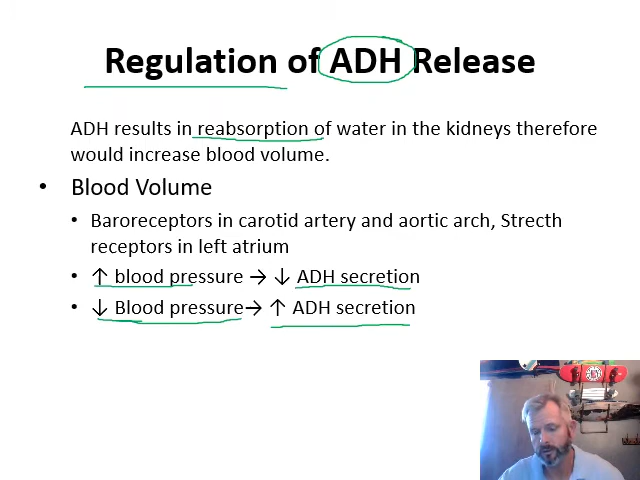 Regulation of ADH Release
ADH results in reabsorption of water in the kidneys therefore
would increase blood volume.
• Blood Volume
• Baroreceptors in carotid artery and aortic arch, Strecth
receptors in left atrium
• ↑ blood pressure → ↓ ADH secretion
• ↓ Blood pressure→ ↑ ADH secretion